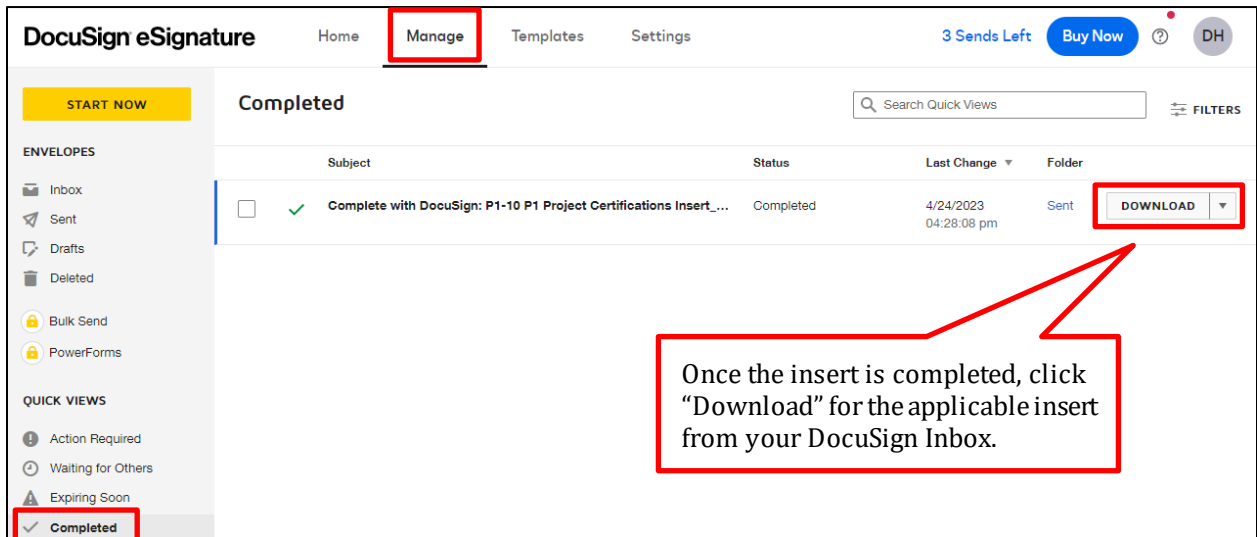 DocuSign eSignature Home Manage Templates Settings 3 Sends Left Buy Now ? DH
START NOW
Completed
Search Quick Views
FILTERS
ENVELOPES
Subject Status Last Change ▼ Folder
Inbox
Sent
Drafts
Deleted
Complete with DocuSign: P1-10 P1 Project Certifications Insert_... Completed 4/24/2023 Sent DOWNLOAD ▼
04:28:08 pm
Bulk Send
PowerForms
QUICK VIEWS
Action Required
Waiting for Others
Expiring Soon
Completed
Once the insert is completed, click
“Download” for the applicable insert
from your DocuSign Inbox.